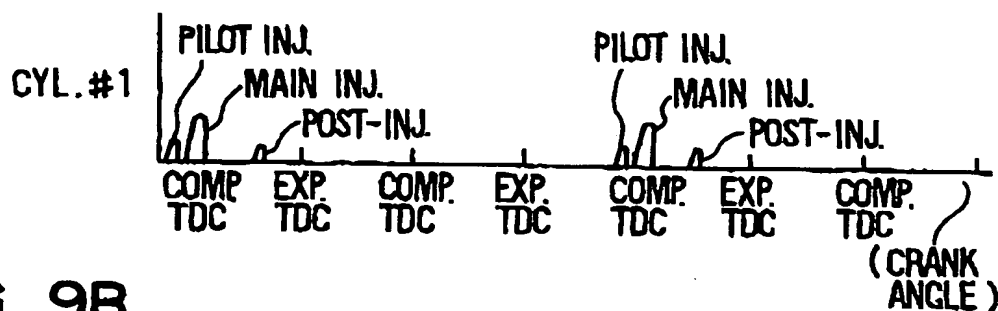 PILOT INJ.
PILOT INJ.
CYL.#1
MAIN INJ.
MAIN INJ.
POST-INJ.
POST-INJ.
COMP. EXP. COMP. EXP. COMP. EXP. COMP.
TDC TDC TDC TDC TDC TDC TDC
(CRANK
ANGLE)
9B